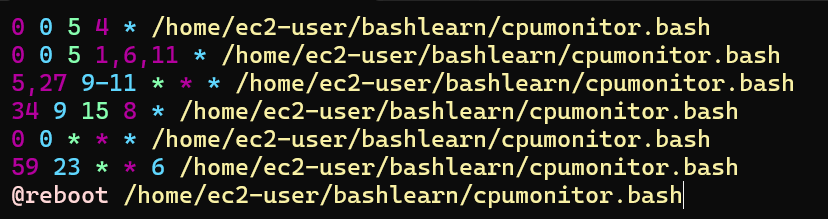 0 0 5 4 * /home/ec2-user/bashlearn/cpumonitor.bash
0 0 5 1,6,11 * /home/ec2-user/bashlearn/cpumonitor.bash
5,27 9-11 * * * /home/ec2-user/bashlearn/cpumonitor.bash
34 9 15 8 * /home/ec2-user/bashlearn/cpumonitor.bash
0 0 * * * /home/ec2-user/bashlearn/cpumonitor.bash
59 23 * * 6 /home/ec2-user/bashlearn/cpumonitor.bash
@reboot /home/ec2-user/bashlearn/cpumonitor.bash